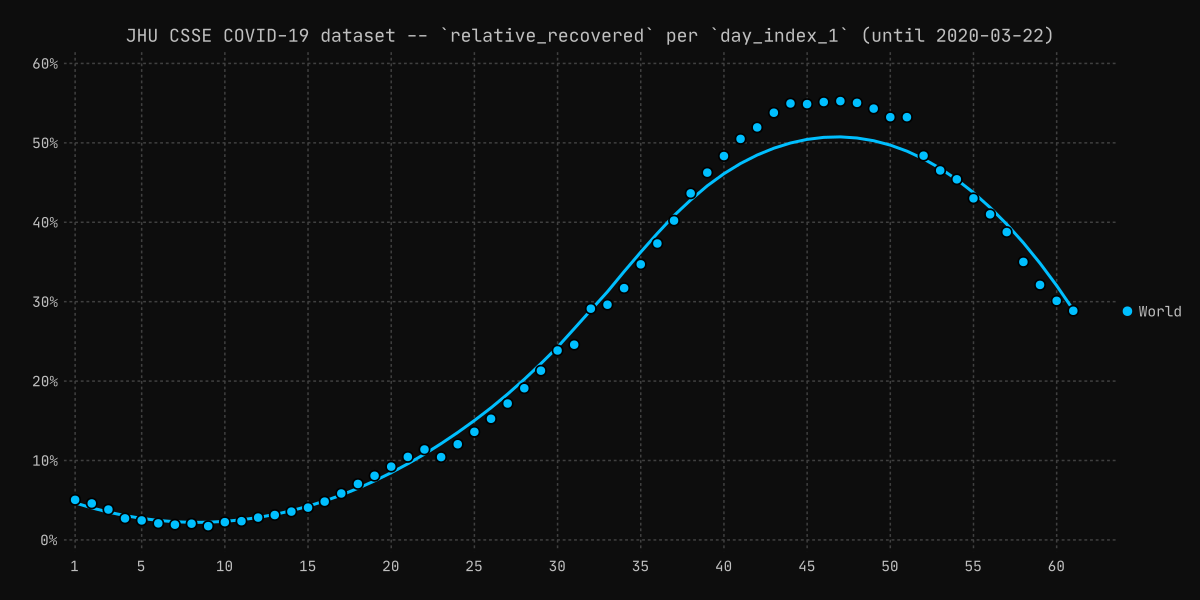 JHU CSSE COVID-19 dataset -- `relative_recovered` per `day_index_1` (until 2020-03-22)
60%
50%
40%
30%
20%
10%
0%
World
1 5 10 15 20 25 30 35 40 45 50 55 60